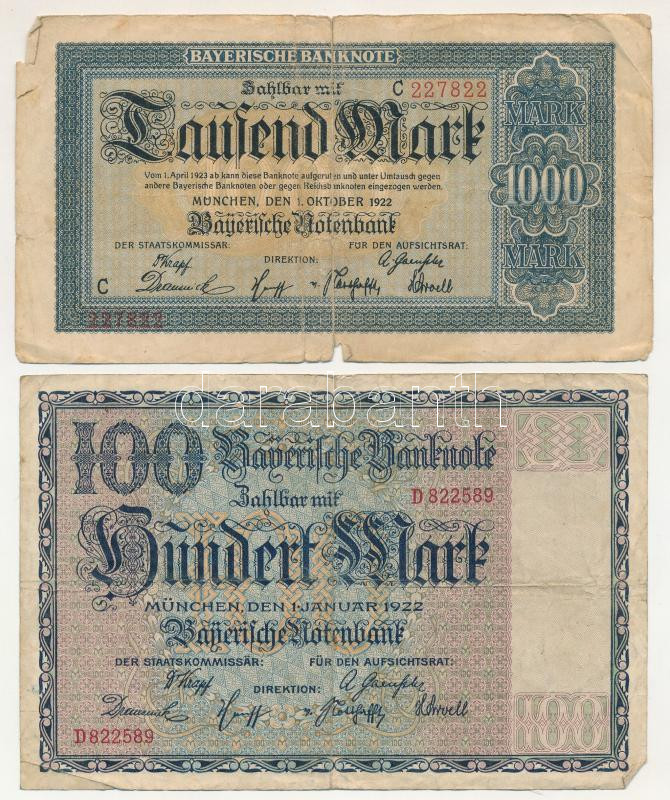 BAYERISCHE BANKNOTE
Zahlbar mit C 227822
Tausend Mark
Vom 1. April 1923 ab kann diese Banknote aufgerufen und unter Umtausch gegen
andere Bayerische Banknoten oder gegen Reichsbanknoten eingezogen werden.
MÜNCHEN, DEN 1. OKTOBER 1922
Bayerische Notenbank
DER STAATSKOMMISSÄR: FÜR DEN AUFSICHTSRAT:
DIREKTION:
C
227822
MARK
1000
MARK
darabanth
100 Bayerische Banknote
Zahlbar mit D 822589
Hundert Mark
MÜNCHEN, DEN 1·JANUAR 1922
Bayerische Notenbank
DER STAATSKOMMISSÄR: FÜR DEN AUFSICHTSRAT:
DIREKTION:
D 822589
100